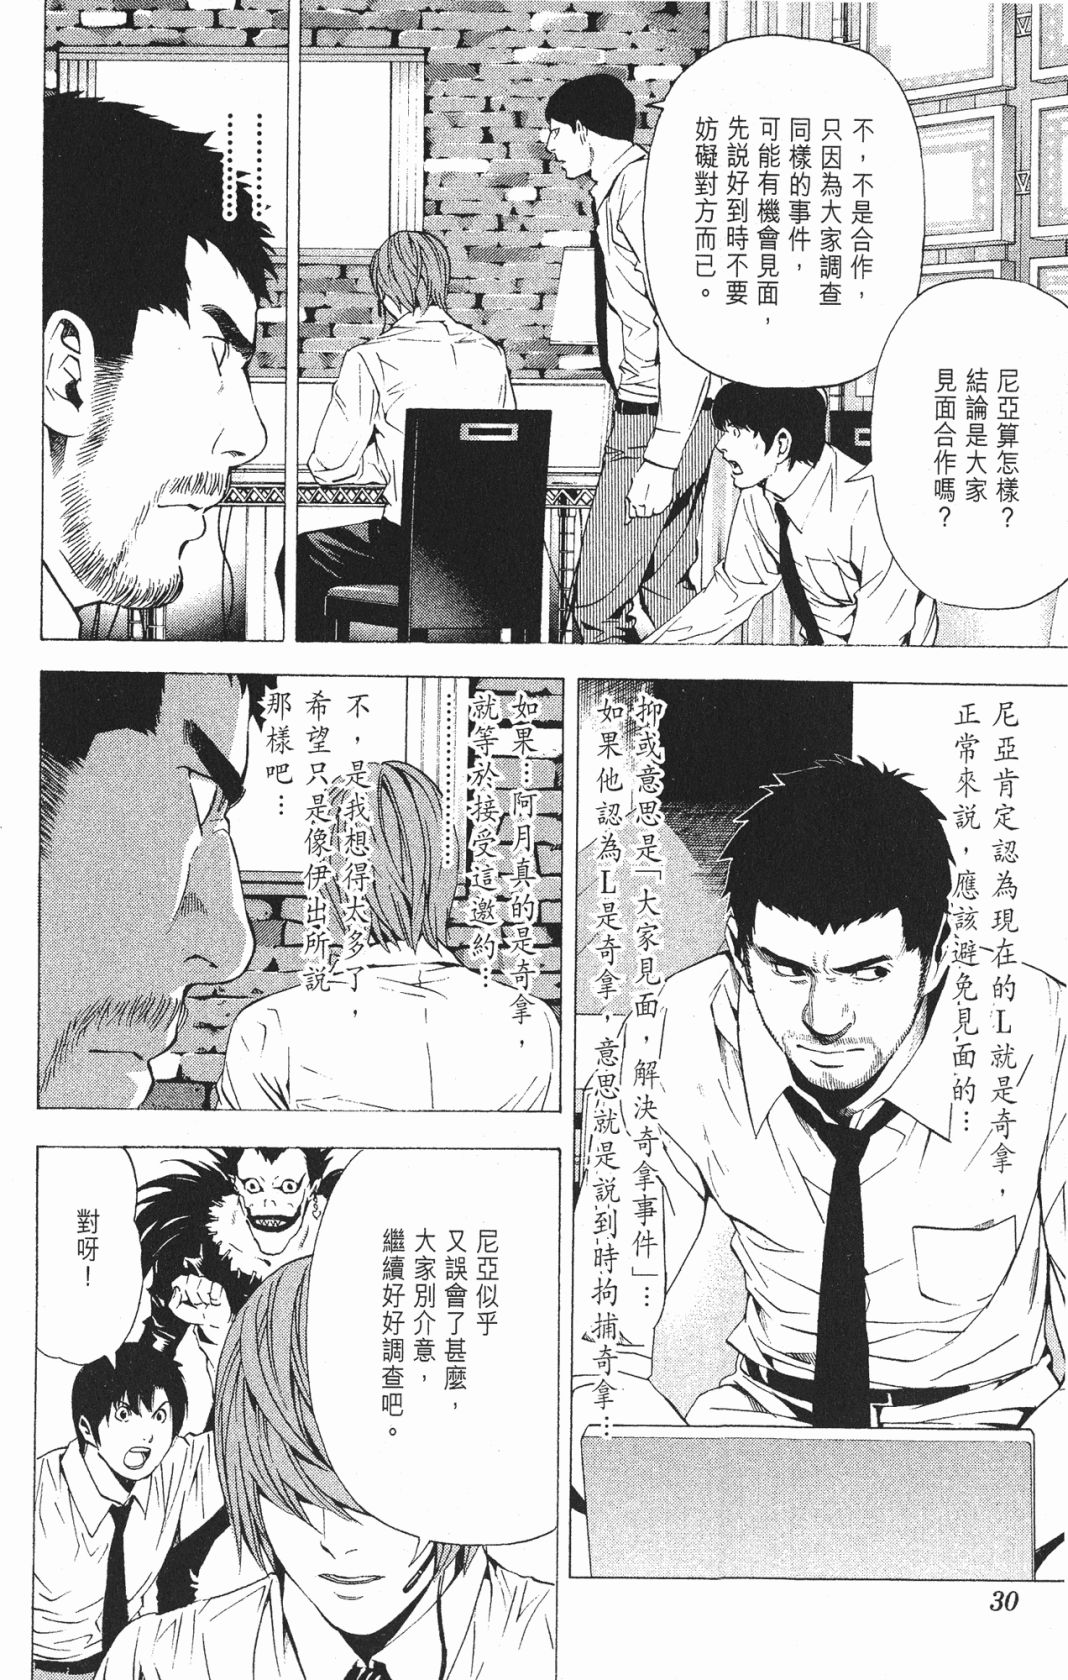 尼亞算怎樣？
結論是大家
見面合作嗎？
不，不是合作，
只因為大家調查
同樣的事件，
可能有機會見面，
先說好到時不要
妨礙對方而已。
………
………
尼亞肯定認為現在的L就是奇拿，
正常來說，應該避免見面的…
抑或意思是「大家見面，解決奇拿事件」…
如果他認為L是奇拿，意思就是說到時拘捕奇拿…
如果…阿月真的是奇拿，
就等於接受這邀約…
………………
不，是我想得太多了，
希望只是像伊出所說
那樣吧…
尼亞似乎
又誤會了甚麼，
大家別介意，
繼續好好調查吧。
對呀！
30